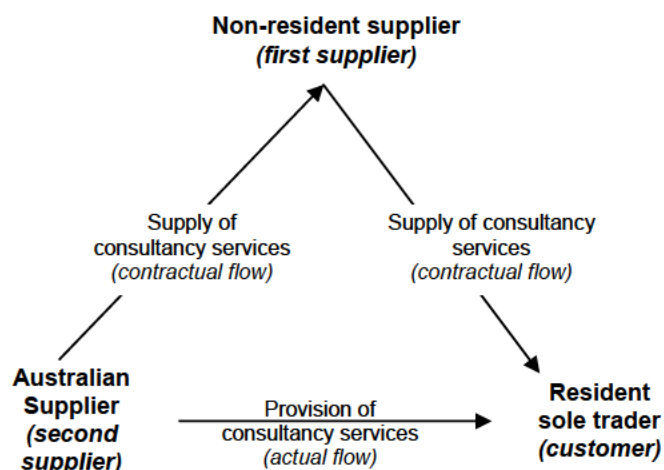 Non-resident supplier
(first supplier)
Supply of
consultancy services
(contractual flow)
Supply of consultancy
services
(contractual flow)
Australian
Supplier
(second
supplier)
Provision of
consultancy services
(actual flow)
Resident
sole trader
(customer)